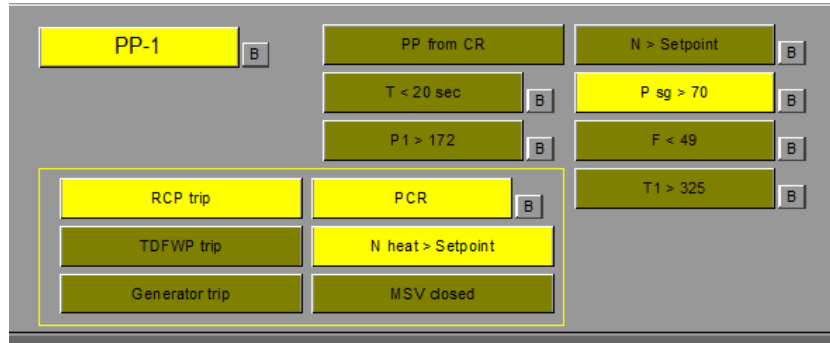 PP-1 B
PP from CR
T < 20 sec B
P1 > 172 B
N > Setpoint B
P sg > 70 B
F < 49 B
T1 > 325 B
RCP trip
PCR B
TDFWP trip
N heat > Setpoint
Generator trip
MSV closed